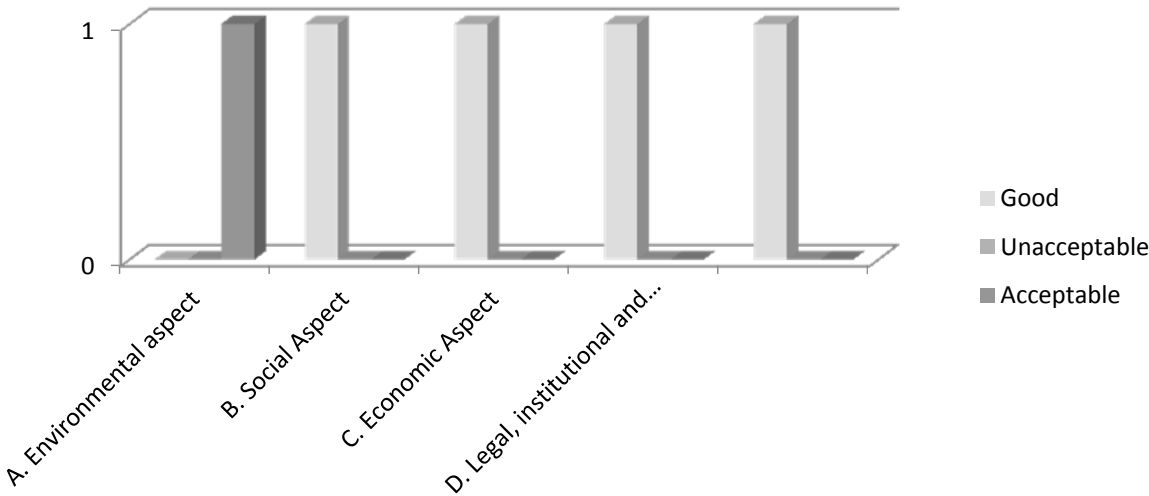 1
0
A. Environmental aspect
B. Social Aspect
C. Economic Aspect
D. Legal, institutional and...
Good
Unacceptable
Acceptable